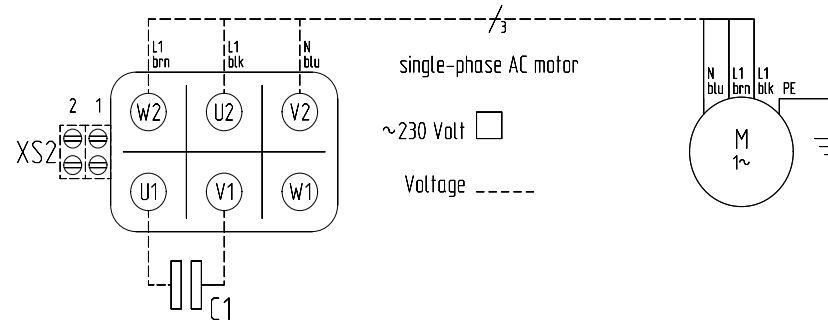 3
L1
brn
L1
blk
N
blu
single-phase AC motor
N
blu
L1
brn
L1
blk
PE
2 1
W2
U2
V2
~230 Volt
XS2
M
1~
U1
V1
W1
Voltage
C1